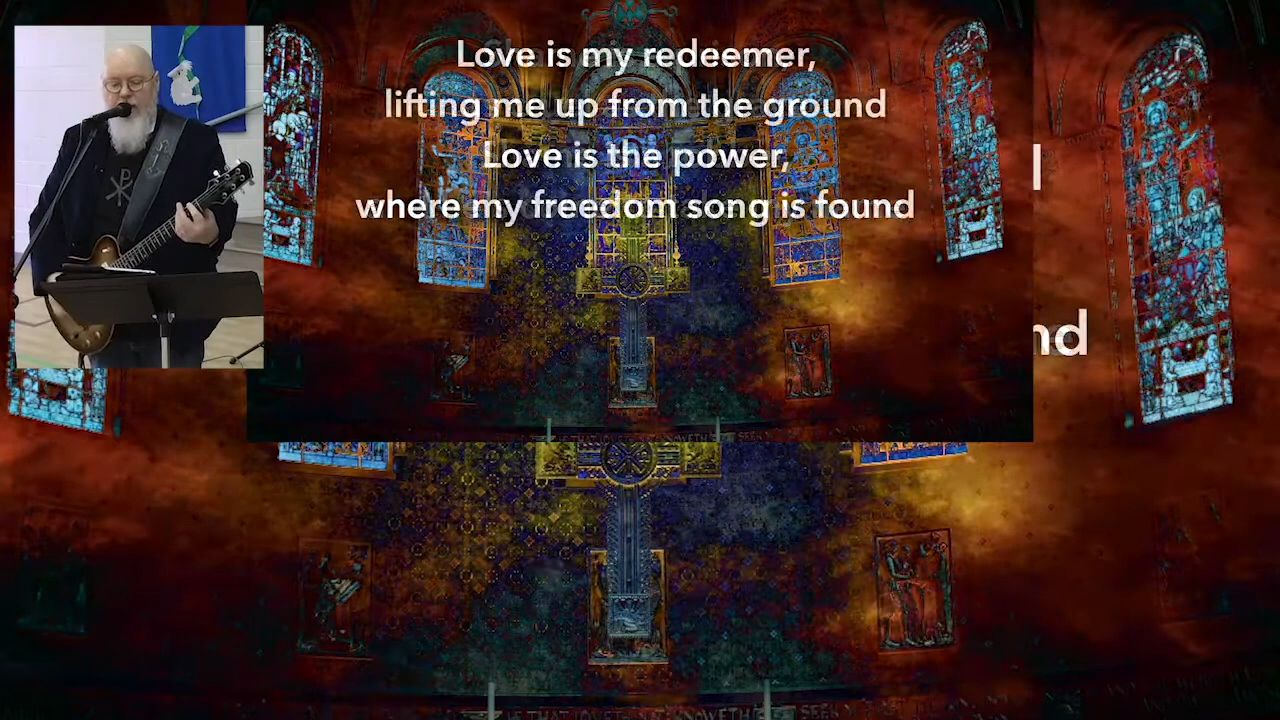 Love is my redeemer,
lifting me up from the ground
Love is the power,
where my freedom song is found
nd